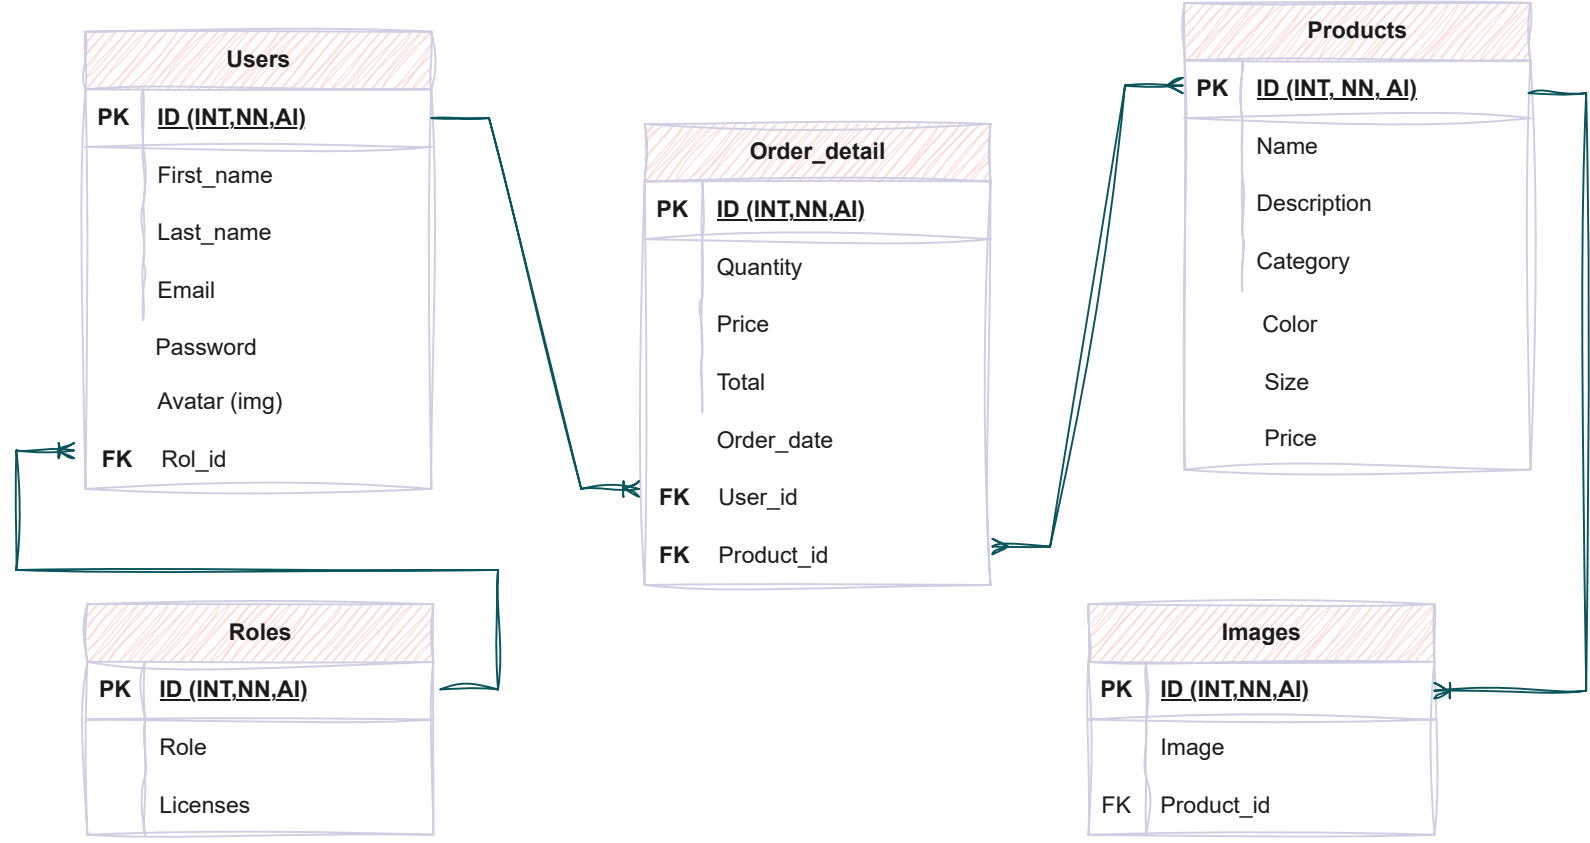 Users
PK ID (INT,NN,AI)
First_name
Last_name
Email
Password
Avatar (img)
FK Rol_id
Order_detail
PK ID (INT,NN,AI)
Quantity
Price
Total
Order_date
FK User_id
FK Product_id
Products
PK ID (INT, NN, AI)
Name
Description
Category
Color
Size
Price
Roles
PK ID (INT,NN,AI)
Role
Licenses
Images
PK ID (INT,NN,AI)
Image
FK Product_id